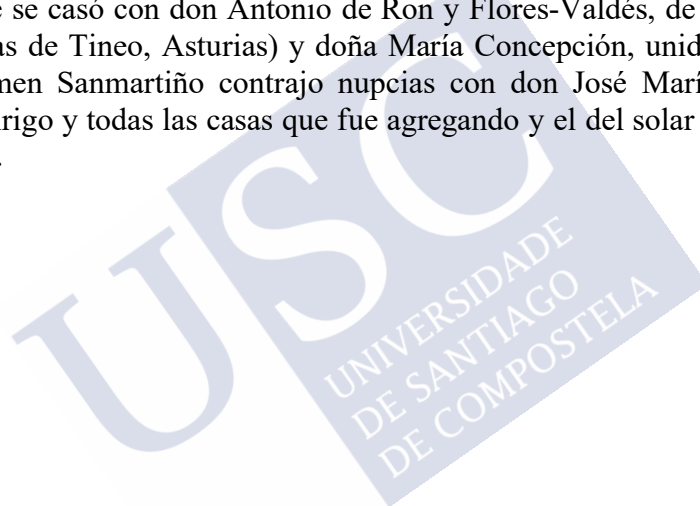 se casó con don Antonio de Ron y Flores-Valdés, de
as de Tineo, Asturias) y doña María Concepción, unid
men Sanmartiño contrajo nupcias con don José Marí
rigo y todas las casas que fue agregando y el del solar
.
USC
UNIVERSIDADE
DE SANTIAGO
DE COMPOSTELA